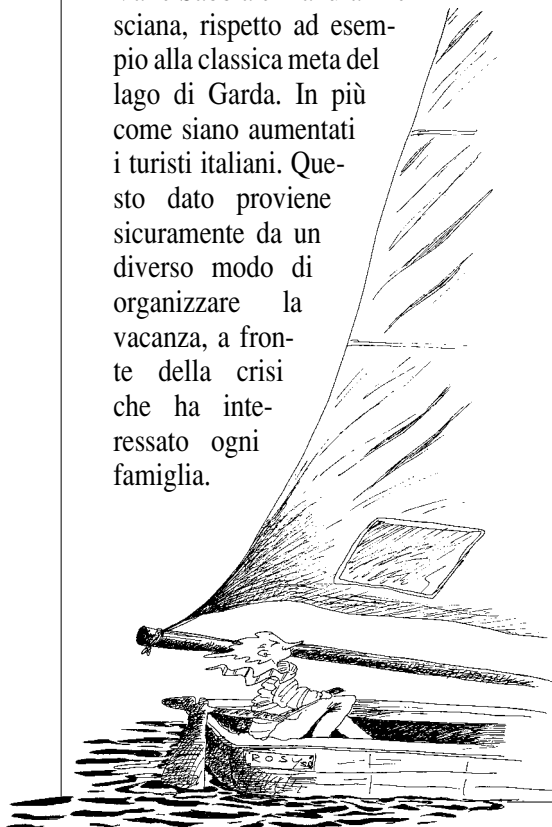 sciana, rispetto ad esem-
pio alla classica meta del
lago di Garda. In più
come siano aumentati
i turisti italiani. Que-
sto dato proviene
sicuramente da un
diverso modo di
organizzare la
vacanza, a fron-
te della crisi
che ha inte-
ressato ogni
famiglia.
ROSY